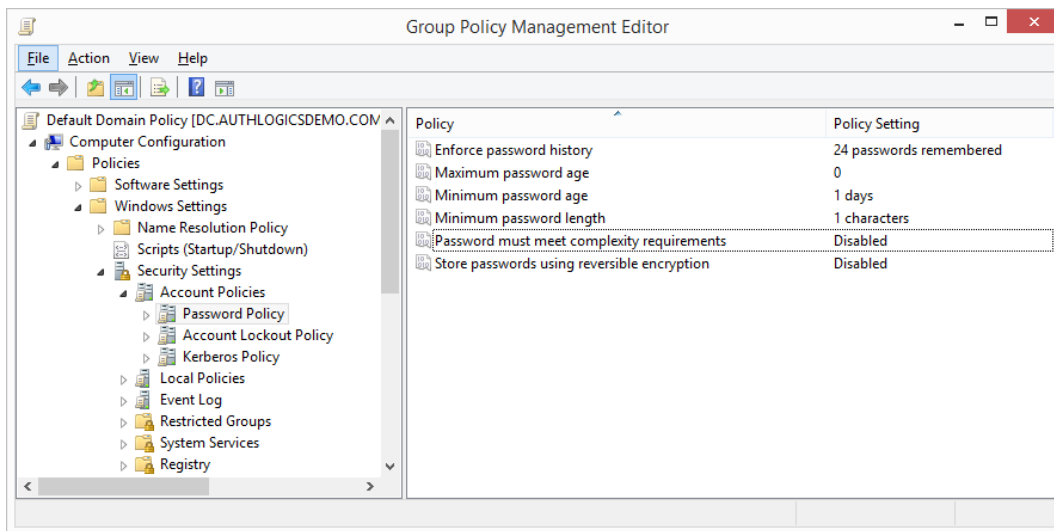 Group Policy Management Editor
File Action View Help
Default Domain Policy [DC.AUTHLOGICSDEMO.COM
Computer Configuration
Policies
Software Settings
Windows Settings
Name Resolution Policy
Scripts (Startup/Shutdown)
Security Settings
Account Policies
Password Policy
Account Lockout Policy
Kerberos Policy
Local Policies
Event Log
Restricted Groups
System Services
Registry
Policy Policy Setting
Enforce password history 24 passwords remembered
Maximum password age 0
Minimum password age 1 days
Minimum password length 1 characters
Password must meet complexity requirements Disabled
Store passwords using reversible encryption Disabled